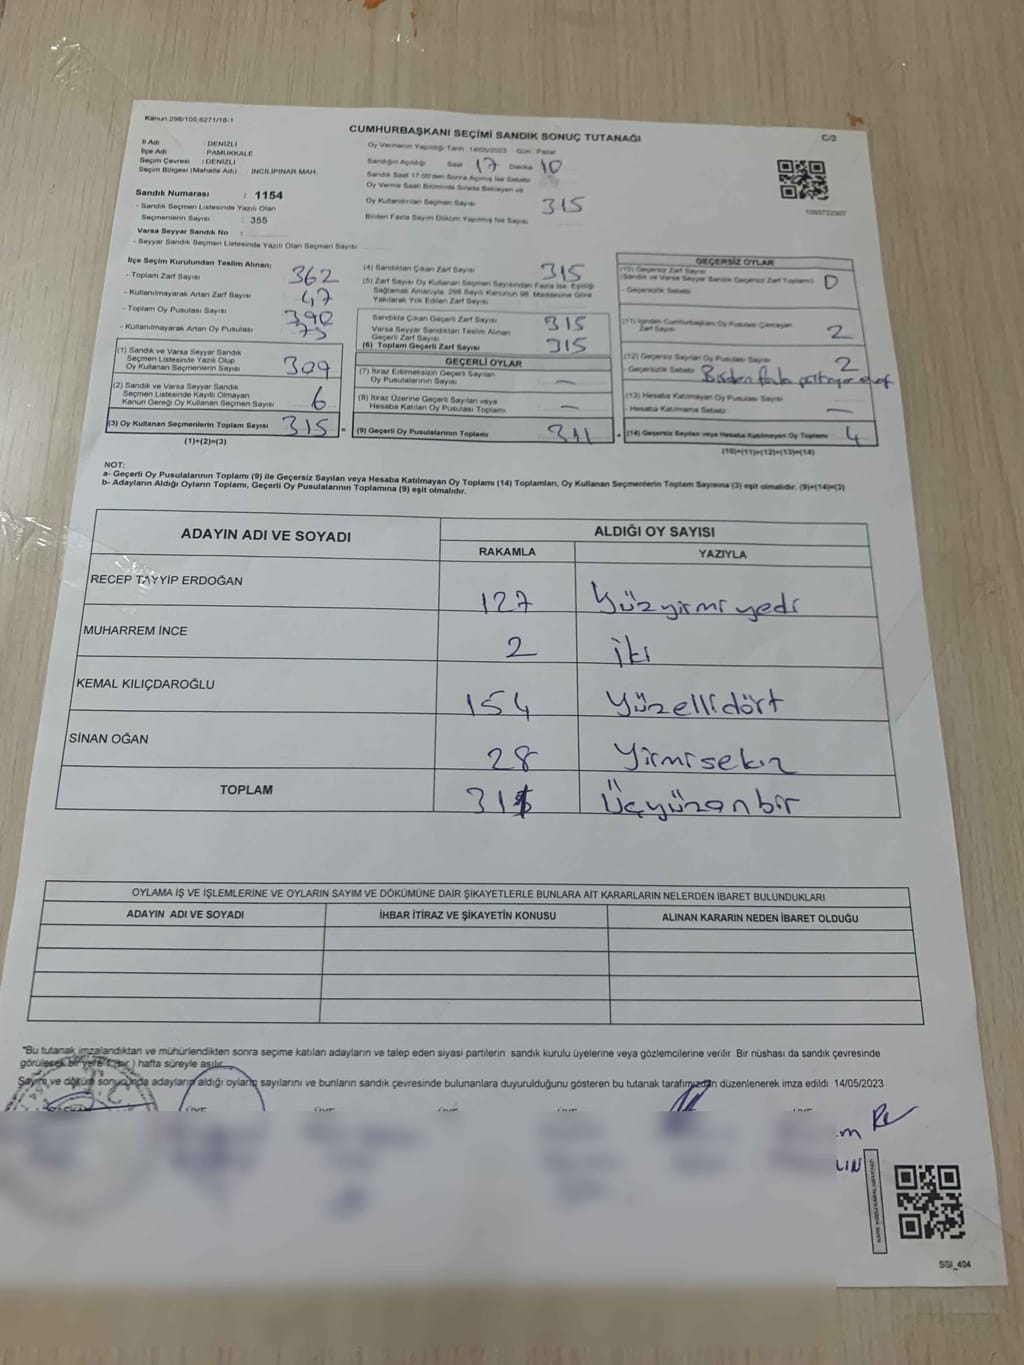 Kanun:298/105,6271/16-1
CUMHURBAŞKANI SEÇİMİ SANDIK SONUÇ TUTANAĞI
C/2
İl Adı : DENİZLİ
İlçe Adı : PAMUKKALE
Seçim Çevresi : DENİZLİ
Seçim Bölgesi (Mahalle Adı) : İNCİLİPINAR MAH.
Sandık Numarası : 1154
- Sandık Seçmen Listesinde Yazılı Olan
Seçmenlerin Sayısı : 355
Varsa Seyyar Sandık No :
- Seyyar Sandık Seçmen Listesinde Yazılı Olan Seçmen Sayısı
Oy Vermenin Yapıldığı Tarih 14/05/2023 Gün: Pazar
Sandığın Açıldığı Saat 17 Dakika 10
Sandık Saat 17:00'den Sonra Açılmış İse Sebebi
Oy Verme Saati Bitiminde Sırada Bekleyen ve
Oy Kullandırılan Seçmen Sayısı 315
Birden Fazla Sayım Döküm Yapılmış İse Sayısı
1093722307
İlçe Seçim Kurulundan Teslim Alınan;
- Toplam Zarf Sayısı 362
- Kullanılmayarak Artan Zarf Sayısı 47
- Toplam Oy Pusulası Sayısı 390
- Kullanılmayarak Artan Oy Pusulası 75
(1) Sandık ve Varsa Seyyar Sandık
Seçmen Listesinde Yazılı Olup
Oy Kullanan Seçmenlerin Sayısı 309
(2) Sandık ve Varsa Seyyar Sandık
Seçmen Listesinde Kayıtlı Olmayan
Kanun Gereği Oy Kullanan Seçmen Sayısı 6
(3) Oy Kullanan Seçmenlerin Toplam Sayısı 315 =
(1)+(2)=(3)
(4) Sandıktan Çıkan Zarf Sayısı 315
(5) Zarf Sayısı Oy Kullanan Seçmen Sayısından Fazla İse, Eşitliği
Sağlamak Amacıyla, 298 Sayılı Kanunun 98. Maddesine Göre
Yakılarak Yok Edilen Zarf Sayısı
Sandıkta Çıkan Geçerli Zarf Sayısı 315
Varsa Seyyar Sandıktan Teslim Alınan
Geçerli Zarf Sayısı
(6) Toplam Geçerli Zarf Sayısı 315
GEÇERLİ OYLAR
(7) İtiraz Edilmeksizin Geçerli Sayılan
Oy Pusulalarının Sayısı —
(8) İtiraz Üzerine Geçerli Sayılan veya
Hesaba Katılan Oy Pusulası Toplamı —
(9) Geçerli Oy Pusulalarının Toplamı 311 +
GEÇERSİZ OYLAR
(10) Geçersiz Zarf Sayısı
(Sandık ve Varsa Seyyar Sandık Geçersiz Zarf Toplamı) 0
- Geçersizlik Sebebi
(11) İçinden Cumhurbaşkanı Oy Pusulası Çıkmayan
Zarf Sayısı 2
(12) Geçersiz Sayılan Oy Pusulası Sayısı 2
- Geçersizlik Sebebi Birden fazla
(13) Hesaba Katılmayan Oy Pusulası Sayısı
- Hesaba Katılmama Sebebi —
(14) Geçersiz Sayılan veya Hesaba Katılmayan Oy Toplamı 4
(10)+(11)+(12)+(13)=(14)
NOT:
a- Geçerli Oy Pusulalarının Toplamı (9) ile Geçersiz Sayılan veya Hesaba Katılmayan Oy Toplamı (14) Toplamları, Oy Kullanan Seçmenlerin Toplam Sayısına (3) eşit olmalıdır. (9)+(14)=(3)
b- Adayların Aldığı Oyların Toplamı, Geçerli Oy Pusulalarının Toplamına (9) eşit olmalıdır.
ADAYIN ADI VE SOYADI
ALDIĞI OY SAYISI
RAKAMLA YAZIYLA
RECEP TAYYİP ERDOĞAN 127 Yüzyirmi yedi
MUHARREM İNCE 2 iki
KEMAL KILIÇDAROĞLU 154 Yüzellidört
SİNAN OĞAN 28 Yirmisekiz
TOPLAM 311 Üçyüzonbir
OYLAMA İŞ VE İŞLEMLERİNE VE OYLARIN SAYIM VE DÖKÜMÜNE DAİR ŞİKAYETLERLE BUNLARA AİT KARARLARIN NELERDEN İBARET BULUNDUKLARI
ADAYIN ADI VE SOYADI İHBAR İTİRAZ VE ŞİKAYETİN KONUSU ALINAN KARARIN NEDEN İBARET OLDUĞU
"Bu tutanak imzalandıktan ve mühürlendikten sonra seçime katılan adayların ve talep eden siyasi partilerin sandık kurulu üyelerine veya gözlemcilerine verilir. Bir nüshası da sandık çevresinde
görülecek bir yere 1 (bir ) hafta süreyle asılır.
Sayım ve döküm sonucunda adayların aldığı oyların sayılarını ve bunların sandık çevresinde bulunanlara duyurulduğunu gösteren bu tutanak tarafımızdan düzenlenerek imza edildi. 14/05/2023
SSI_404